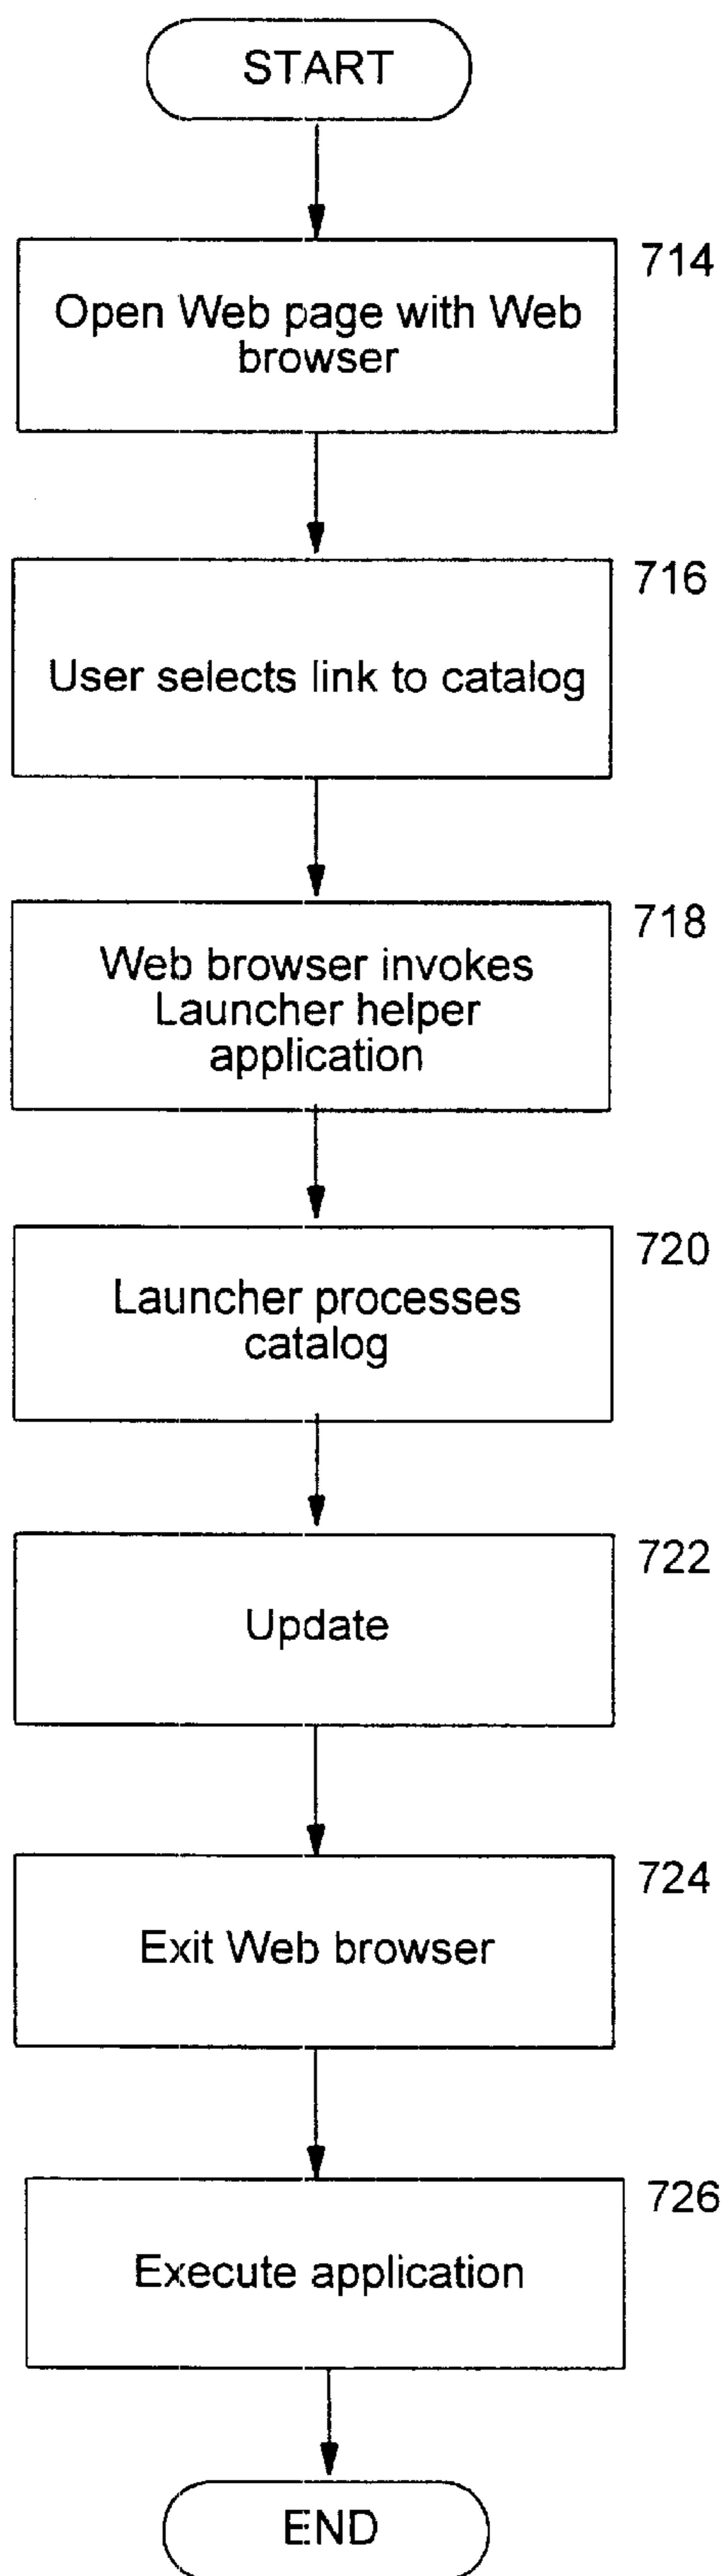 START
714
Open Web page with Web
browser
716
User selects link to catalog
718
Web browser invokes
Launcher helper
application
720
Launcher processes
catalog
722
Update
724
Exit Web browser
726
Execute application
END